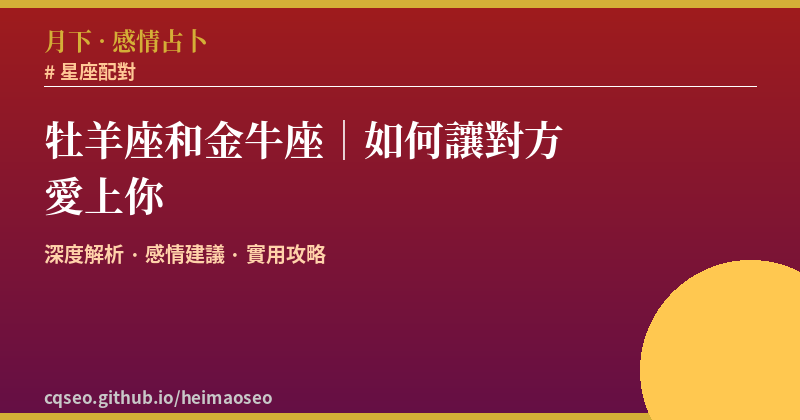 月下 · 感情占卜
# 星座配對
牡羊座和金牛座｜如何讓對方
愛上你
深度解析 · 感情建議 · 實用攻略
cqseo.github.io/heimaoseo